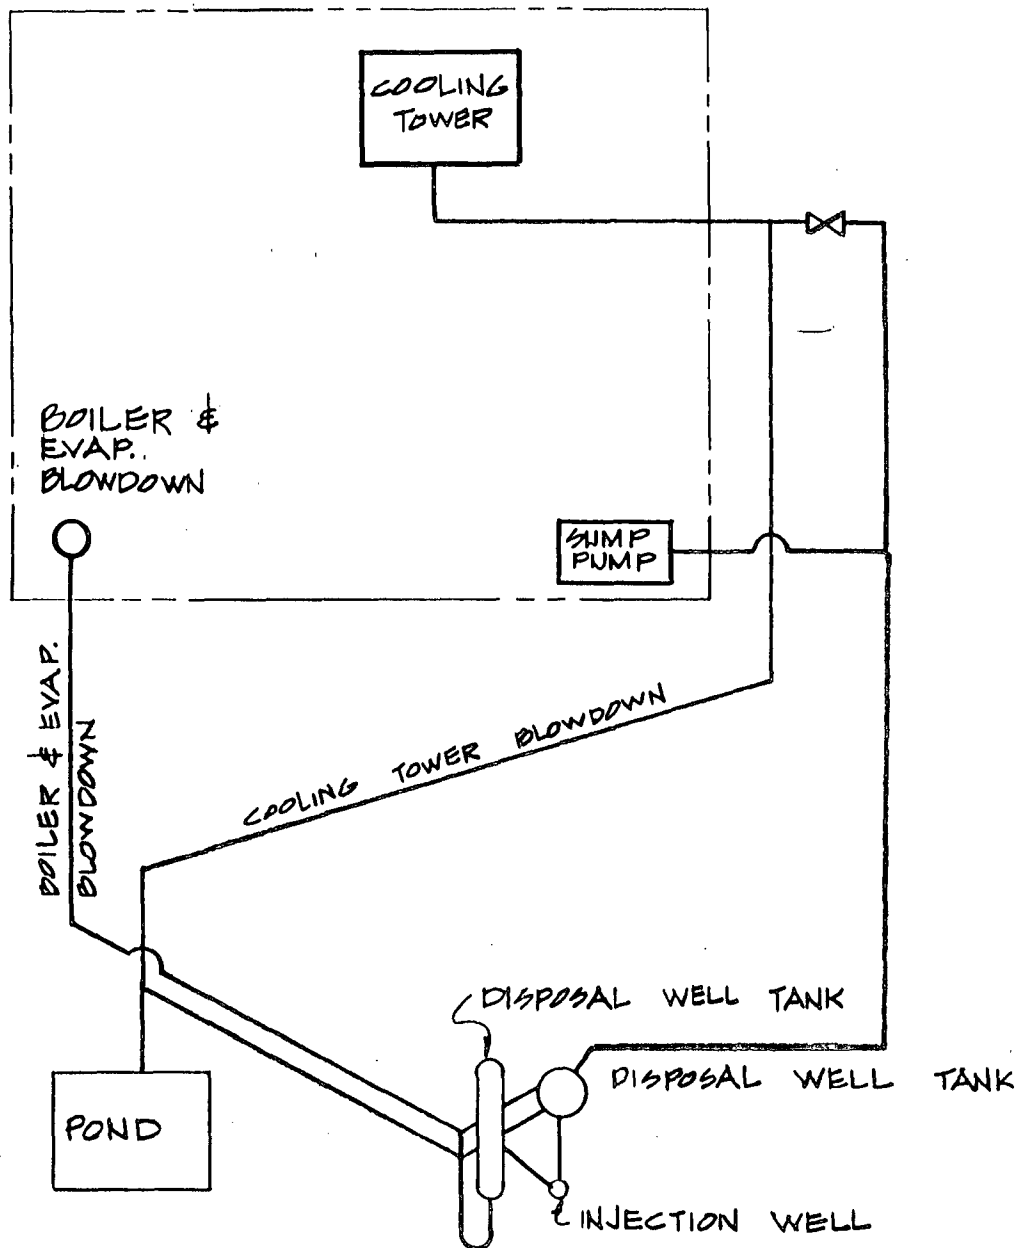 COOLING
TOWER
BOILER &
EVAP.
BLOWDOWN
SUMP
PUMP
BOILER & EVAP.
BLOWDOWN
COOLING TOWER BLOWDOWN
DISPOSAL WELL TANK
DISPOSAL WELL TANK
POND
INJECTION WELL